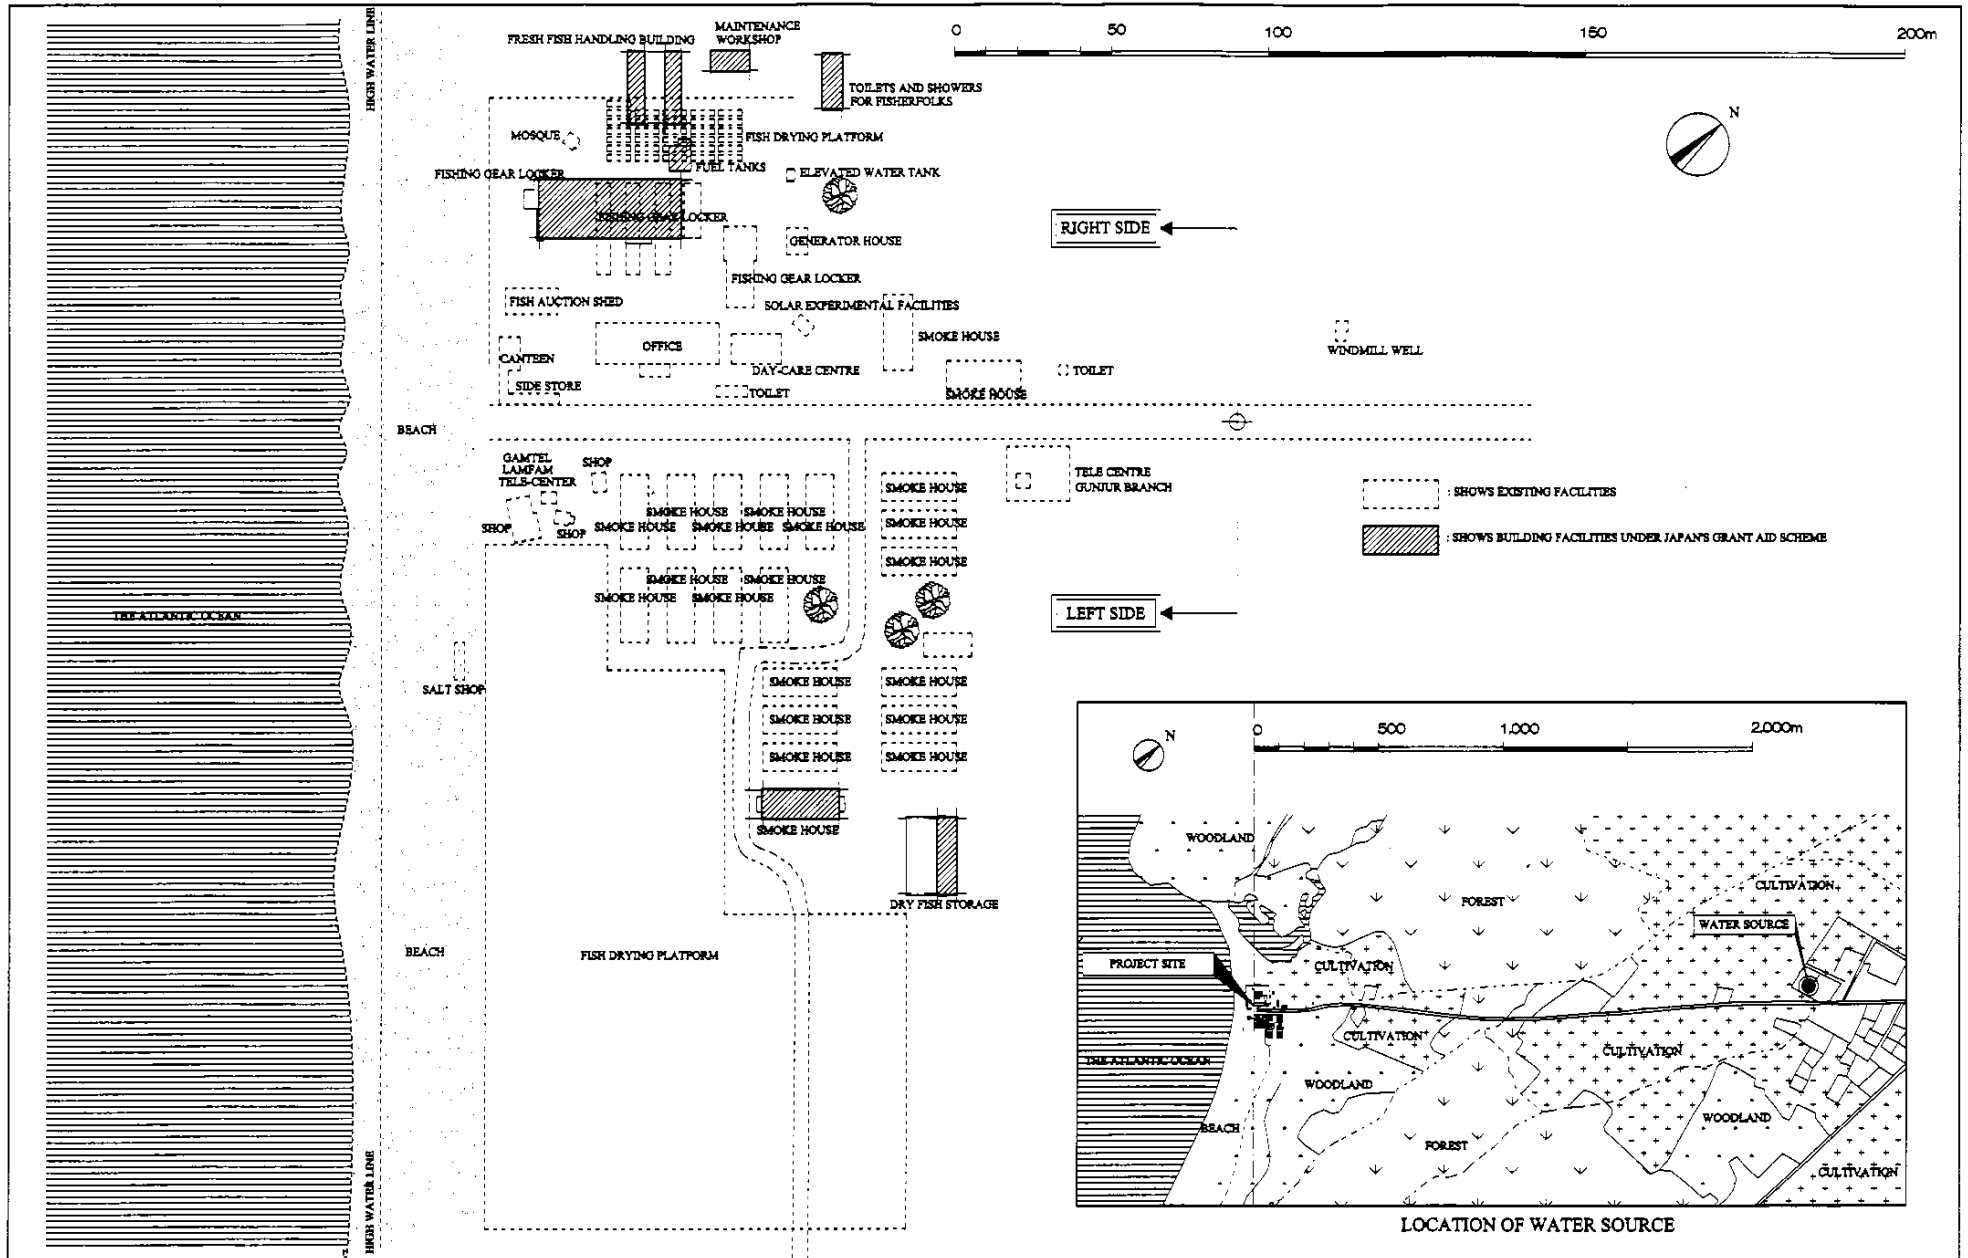 0 50 100 150 200m
MAINTENANCE
WORKSHOP
FRESH FISH HANDLING BUILDING
HIGH WATER LINE
TOILETS AND SHOWERS
FOR FISHERFOLKS
N
MOSQUE
FISH DRYING PLATFORM
FUEL TANKS
FISHING GEAR LOCKER
ELEVATED WATER TANK
FISHING GEAR LOCKER
RIGHT SIDE
GENERATOR HOUSE
FISHING GEAR LOCKER
FISH AUCTION SHED
SOLAR EXPERIMENTAL FACILITIES
SMOKE HOUSE
OFFICE
WINDMILL WELL
CANTEEN
DAY-CARE CENTRE
TOILET
SIDE STORE
TOILET
SMOKE HOUSE
BEACH
GAMTEL
LAMFAM
TELE-CENTER
SHOP
TELE CENTRE
GUNJUR BRANCH
SMOKE HOUSE
: SHOWS EXISTING FACILITIES
SMOKE HOUSE SMOKE HOUSE
SHOP
SHOP
SMOKE HOUSE SMOKE HOUSE SMOKE HOUSE
SMOKE HOUSE
: SHOWS BUILDING FACILITIES UNDER JAPAN'S GRANT AID SCHEME
SMOKE HOUSE
SMOKE HOUSE SMOKE HOUSE
SMOKE HOUSE SMOKE HOUSE
THE ATLANTIC OCEAN
LEFT SIDE
SALT SHOP
SMOKE HOUSE SMOKE HOUSE
SMOKE HOUSE SMOKE HOUSE
SMOKE HOUSE SMOKE HOUSE
SMOKE HOUSE
DRY FISH STORAGE
BEACH
FISH DRYING PLATFORM
HIGH WATER LINE
0 500 1,000 2,000m
N
WOODLAND
CULTIVATION
FOREST
WATER SOURCE
PROJECT SITE
CULTIVATION
CULTIVATION
CULTIVATION
THE ATLANTIC OCEAN
WOODLAND
WOODLAND
BEACH
FOREST
CULTIVATION
LOCATION OF WATER SOURCE